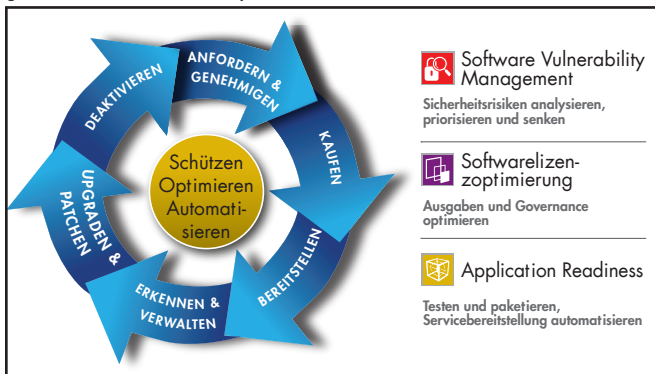 ANFORDERN &
GENEHMIGEN
KAUFEN
BEREITSTELLEN
ERKENNEN &
VERWALTEN
UPGRADEN &
PATCHEN
DEAKTIVIEREN
Schützen
Optimieren
Automati-
sieren
Software Vulnerability
Management
Sicherheitsrisiken analysieren,
priorisieren und senken
Softwarelizen-
zoptimierung
Ausgaben und Governance
optimieren
Application Readiness
Testen und paketieren,
Servicebereitstellung automatisieren